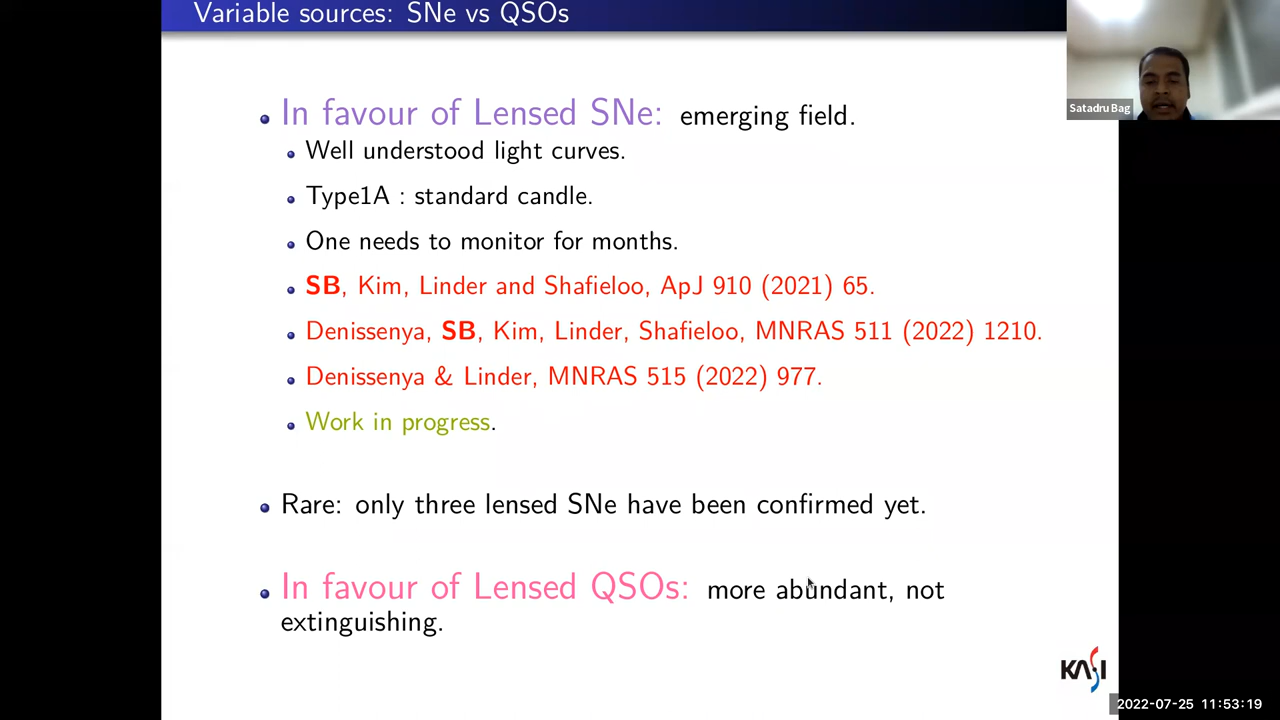 Variable sources: SNe vs QSOs
Satadru Bag
In favour of Lensed SNe: emerging field.
Well understood light curves.
Type1A : standard candle.
One needs to monitor for months.
SB, Kim, Linder and Shafieloo, ApJ 910 (2021) 65.
Denissenya, SB, Kim, Linder, Shafieloo, MNRAS 511 (2022) 1210.
Denissenya & Linder, MNRAS 515 (2022) 977.
Work in progress.
Rare: only three lensed SNe have been confirmed yet.
In favour of Lensed QSOs: more abundant, not
extinguishing.
KASI
2022-07-25 11:53:19